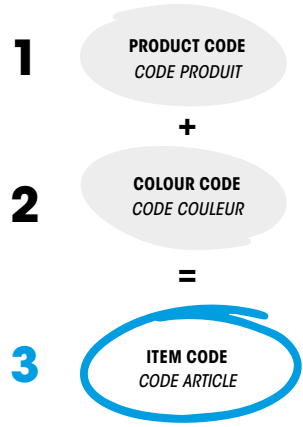 1
PRODUCT CODE
CODE PRODUIT
+
2
COLOUR CODE
CODE COULEUR
=
3
ITEM CODE
CODE ARTICLE